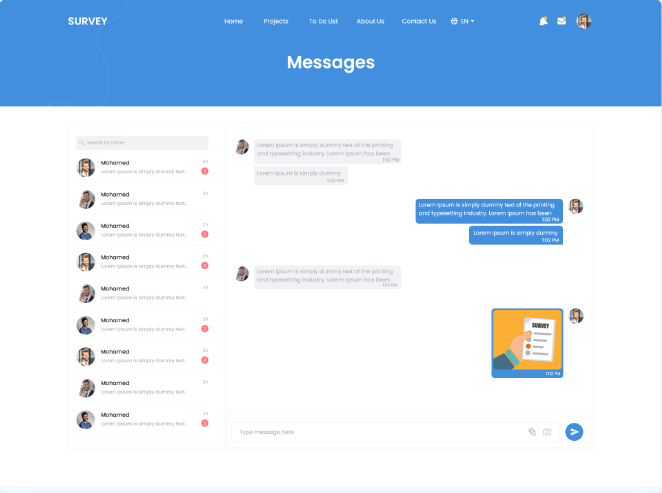 SURVEY Home Projects To Do List About Us Contact Us EN
Messages
Search by name
Mohamed 2h
Lorem Ipsum is simply dummy text.. 2
Mohamed 2h
Lorem Ipsum is simply dummy text..
Mohamed 2h
Lorem Ipsum is simply dummy text.. 2
Mohamed 2h
Lorem Ipsum is simply dummy text.. 2
Mohamed 2h
Lorem Ipsum is simply dummy text..
Mohamed 2h
Lorem Ipsum is simply dummy text.. 2
Mohamed 2h
Lorem Ipsum is simply dummy text.. 2
Mohamed 2h
Lorem Ipsum is simply dummy text..
Mohamed 2h
Lorem Ipsum is simply dummy text.. 2
Lorem Ipsum is simply dummy text of the printing
and typesetting industry. Lorem Ipsum has been
1:02 PM
Lorem Ipsum is simply dummy
1:02 PM
Lorem Ipsum is simply dummy text of the printing
and typesetting industry. Lorem Ipsum has been
1:02 PM
Lorem Ipsum is simply dummy
1:02 PM
Lorem Ipsum is simply dummy text of the printing
and typesetting industry. Lorem Ipsum has been
1:02 PM
SURVEY
1:02 PM
Type message here